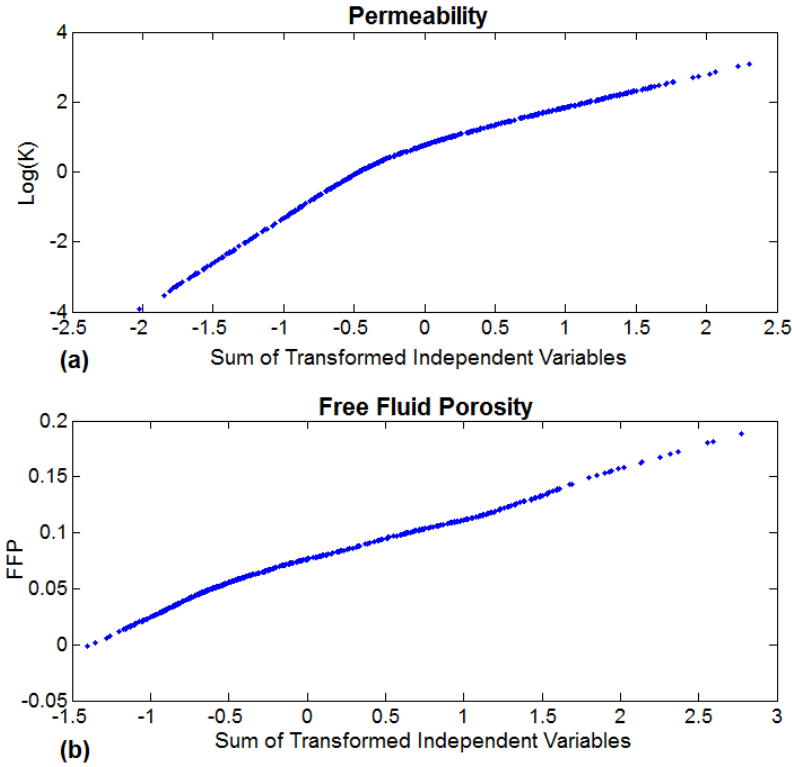 Permeability
4
2
0
-2
-4
Log(K)
-2.5 -2 -1.5 -1 -0.5 0 0.5 1 1.5 2 2.5
Sum of Transformed Independent Variables
(a)
Free Fluid Porosity
0.2
0.15
0.1
0.05
0
-0.05
FFP
-1.5 -1 -0.5 0 0.5 1 1.5 2 2.5 3
Sum of Transformed Independent Variables
(b)